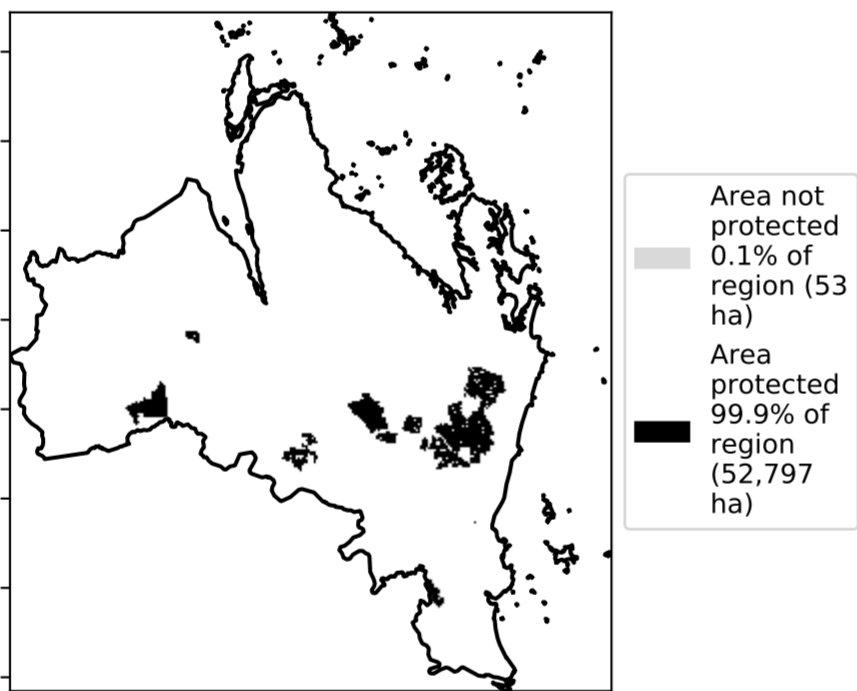 Area not
protected
0.1% of
region (53
ha)
Area
protected
99.9% of
region
(52,797
ha)